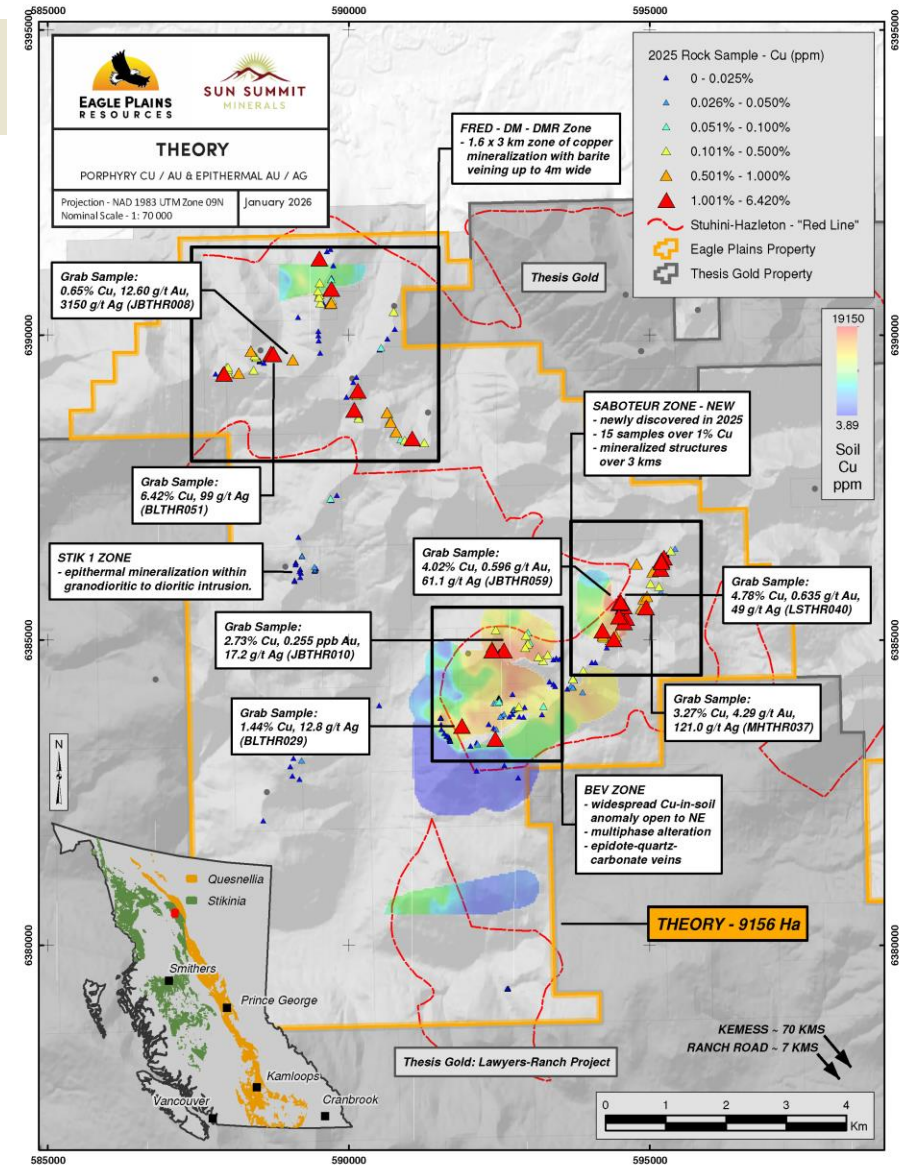 585000
590000
595000
6395000
6395000
EAGLE PLAINS
RESOURCES
SUN SUMMIT
MINERALS
THEORY
PORPHYRY CU / AU & EPITHERMAL AU / AG
Projection - NAD 1983 UTM Zone 09N
Nominal Scale - 1: 70 000
January 2026
2025 Rock Sample - Cu (ppm)
0 - 0.025%
0.026% - 0.050%
0.051% - 0.100%
0.101% - 0.500%
0.501% - 1.000%
1.001% - 6.420%
Stuhini-Hazleton - "Red Line"
Eagle Plains Property
Thesis Gold Property
FRED - DM - DMR Zone
- 1.6 x 3 km zone of copper
mineralization with barite
veining up to 4m wide
Thesis Gold
Grab Sample:
0.65% Cu, 12.60 g/t Au,
3150 g/t Ag (JBTHR008)
6390000
6390000
19150
3.89
Soil
Cu
ppm
SABOTEUR ZONE - NEW
- newly discovered in 2025
- 15 samples over 1% Cu
- mineralized structures
over 3 kms
Grab Sample:
6.42% Cu, 99 g/t Ag
(BLTHR051)
STIK 1 ZONE
- epithermal mineralization within
granodioritic to dioritic intrusion.
Grab Sample:
4.02% Cu, 0.596 g/t Au,
61.1 g/t Ag (JBTHR059)
Grab Sample:
4.78% Cu, 0.635 g/t Au,
49 g/t Ag (LSTHR040)
Grab Sample:
2.73% Cu, 0.255 ppb Au,
17.2 g/t Ag (JBTHR010)
6385000
6385000
Grab Sample:
1.44% Cu, 12.8 g/t Ag
(BLTHR029)
Grab Sample:
3.27% Cu, 4.29 g/t Au,
121.0 g/t Ag (MHTHR037)
N
BEV ZONE
- widespread Cu-in-soil
anomaly open to NE
- multiphase alteration
- epidote-quartz-
carbonate veins
Quesnellia
Stikinia
THEORY - 9156 Ha
6380000
6380000
Smithers
Prince George
Kamloops
Vancouver
Cranbrook
KEMESS ~ 70 KMS
RANCH ROAD ~ 7 KMS
Thesis Gold: Lawyers-Ranch Project
0 1 2 3 4
Km
585000
590000
595000